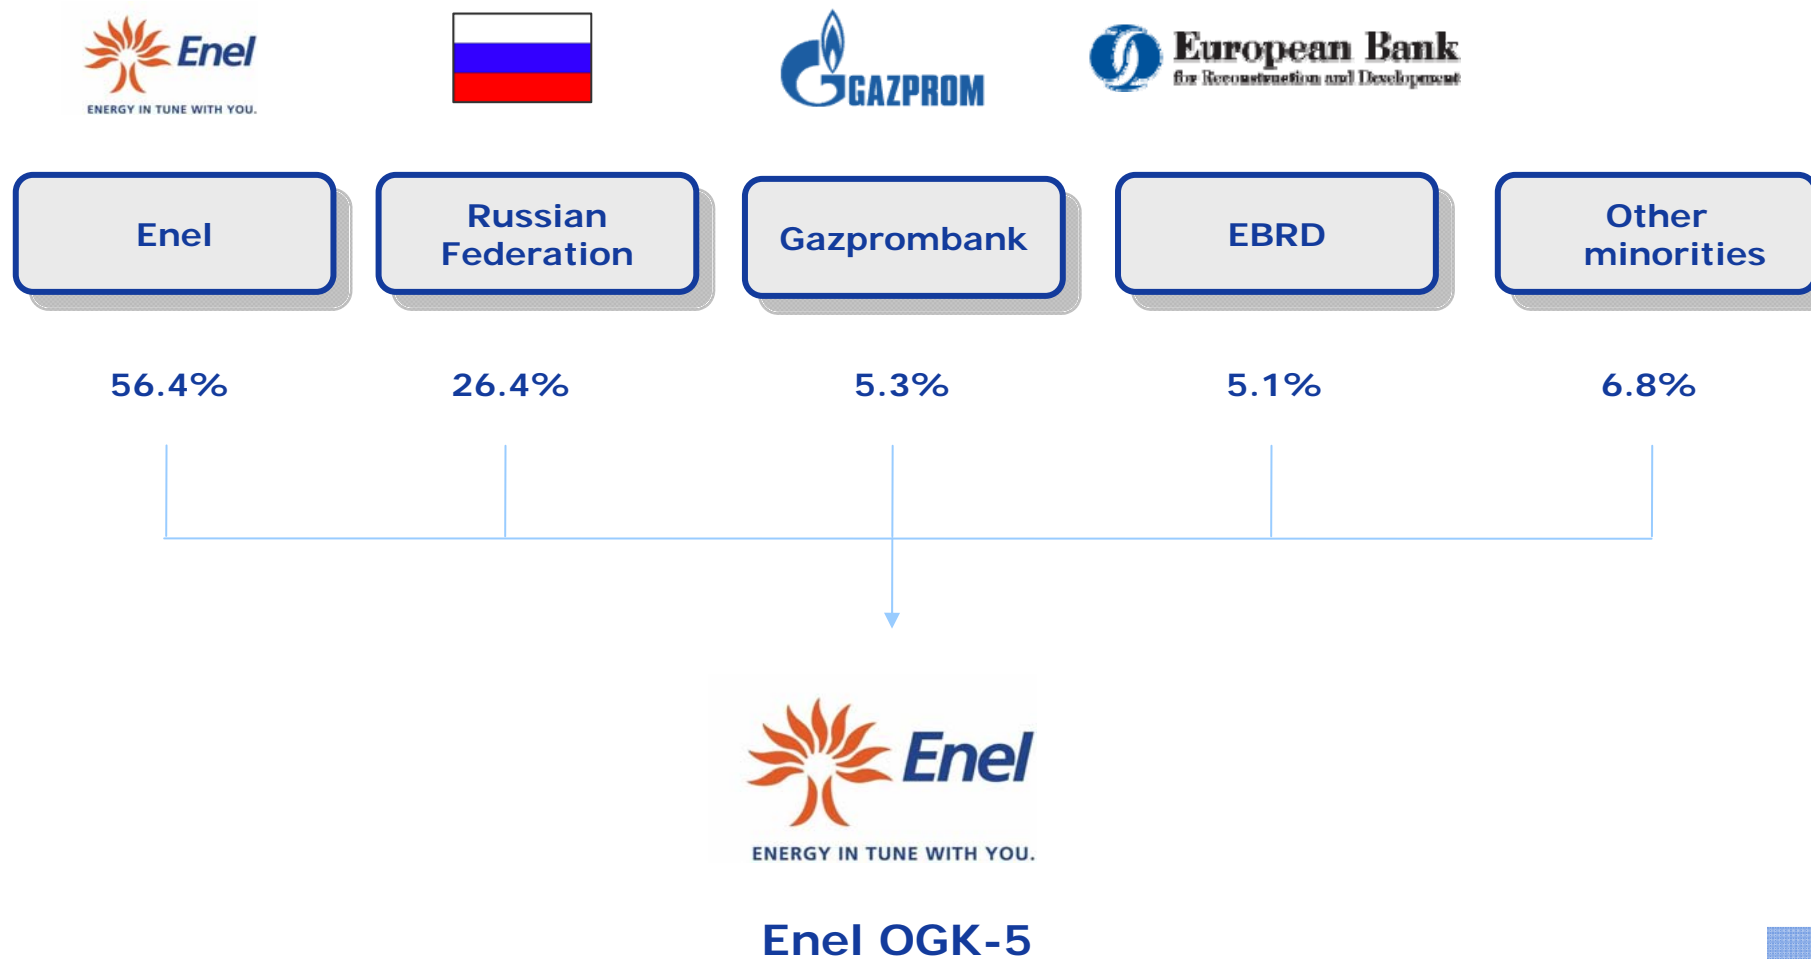 Enel
ENERGY IN TUNE WITH YOU.
GAZPROM
European Bank
for Reconstruction and Development
Enel
Russian
Federation
Gazprombank
EBRD
Other
minorities
56.4%
26.4%
5.3%
5.1%
6.8%
Enel
ENERGY IN TUNE WITH YOU.
Enel OGK-5